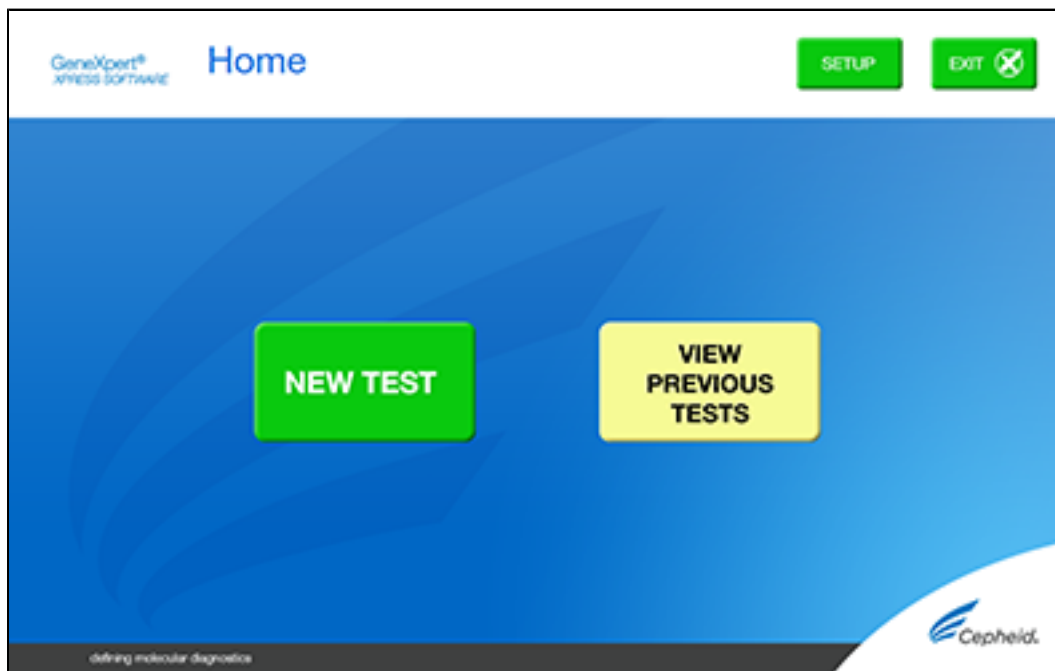 GeneXpert®
XPRESS SOFTWARE
Home
SETUP
EXIT
NEW TEST
VIEW
PREVIOUS
TESTS
Cepheid.
defining molecular diagnostics